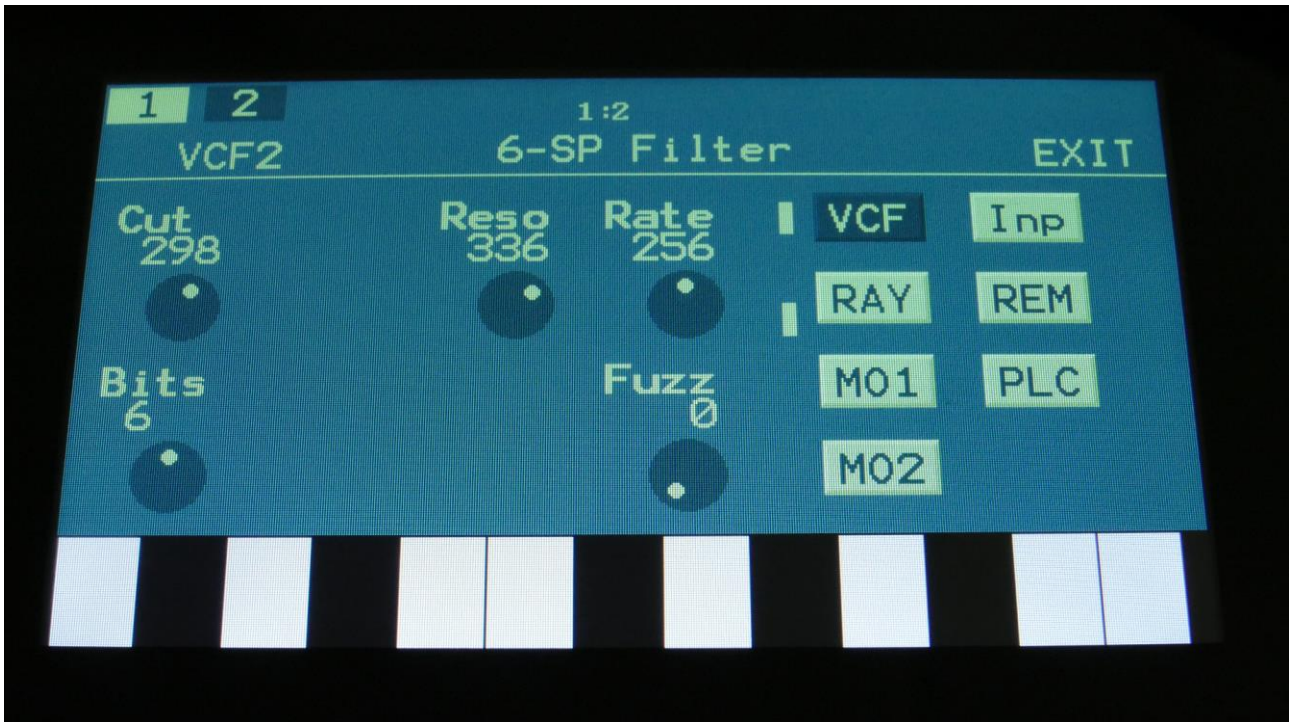 1 2 1:2
VCF2 6-SP Filter EXIT
Cut Reso Rate VCF Inp
298 336 256
RAY REM
Bits Fuzz MO1 PLC
6 0
MO2